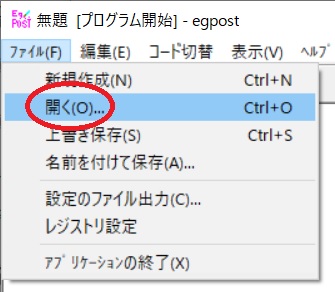 Eg POST 無題 [プログラム開始] - egpost
ﾌｧｲﾙ(F) 編集(E) コード切替 表示(V) ﾍﾙﾌﾟ
新規作成(N) Ctrl+N
開く(O)... Ctrl+O
上書き保存(S) Ctrl+S
名前を付けて保存(A)...
設定のファイル出力(C)...
レジストリ設定
ｱﾌﾟﾘｹｰｼｮﾝの終了(X)